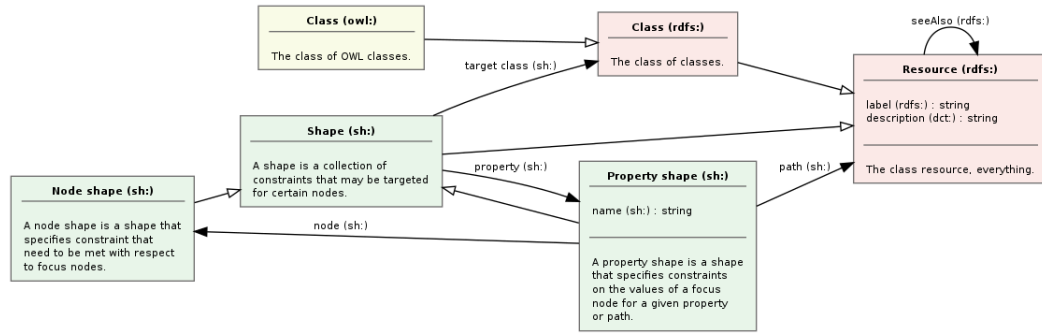 Class (owl:)
The class of OWL classes.
Class (rdfs:)
The class of classes.
seeAlso (rdfs:)
Resource (rdfs:)
label (rdfs:) : string
description (dct:) : string
The class resource, everything.
target class (sh:)
Shape (sh:)
A shape is a collection of
constraints that may be targeted
for certain nodes.
property (sh:)
path (sh:)
Property shape (sh:)
name (sh:) : string
A property shape is a shape
that specifies constraints
on the values of a focus
node for a given property
or path.
node (sh:)
Node shape (sh:)
A node shape is a shape that
specifies constraint that
need to be met with respect
to focus nodes.